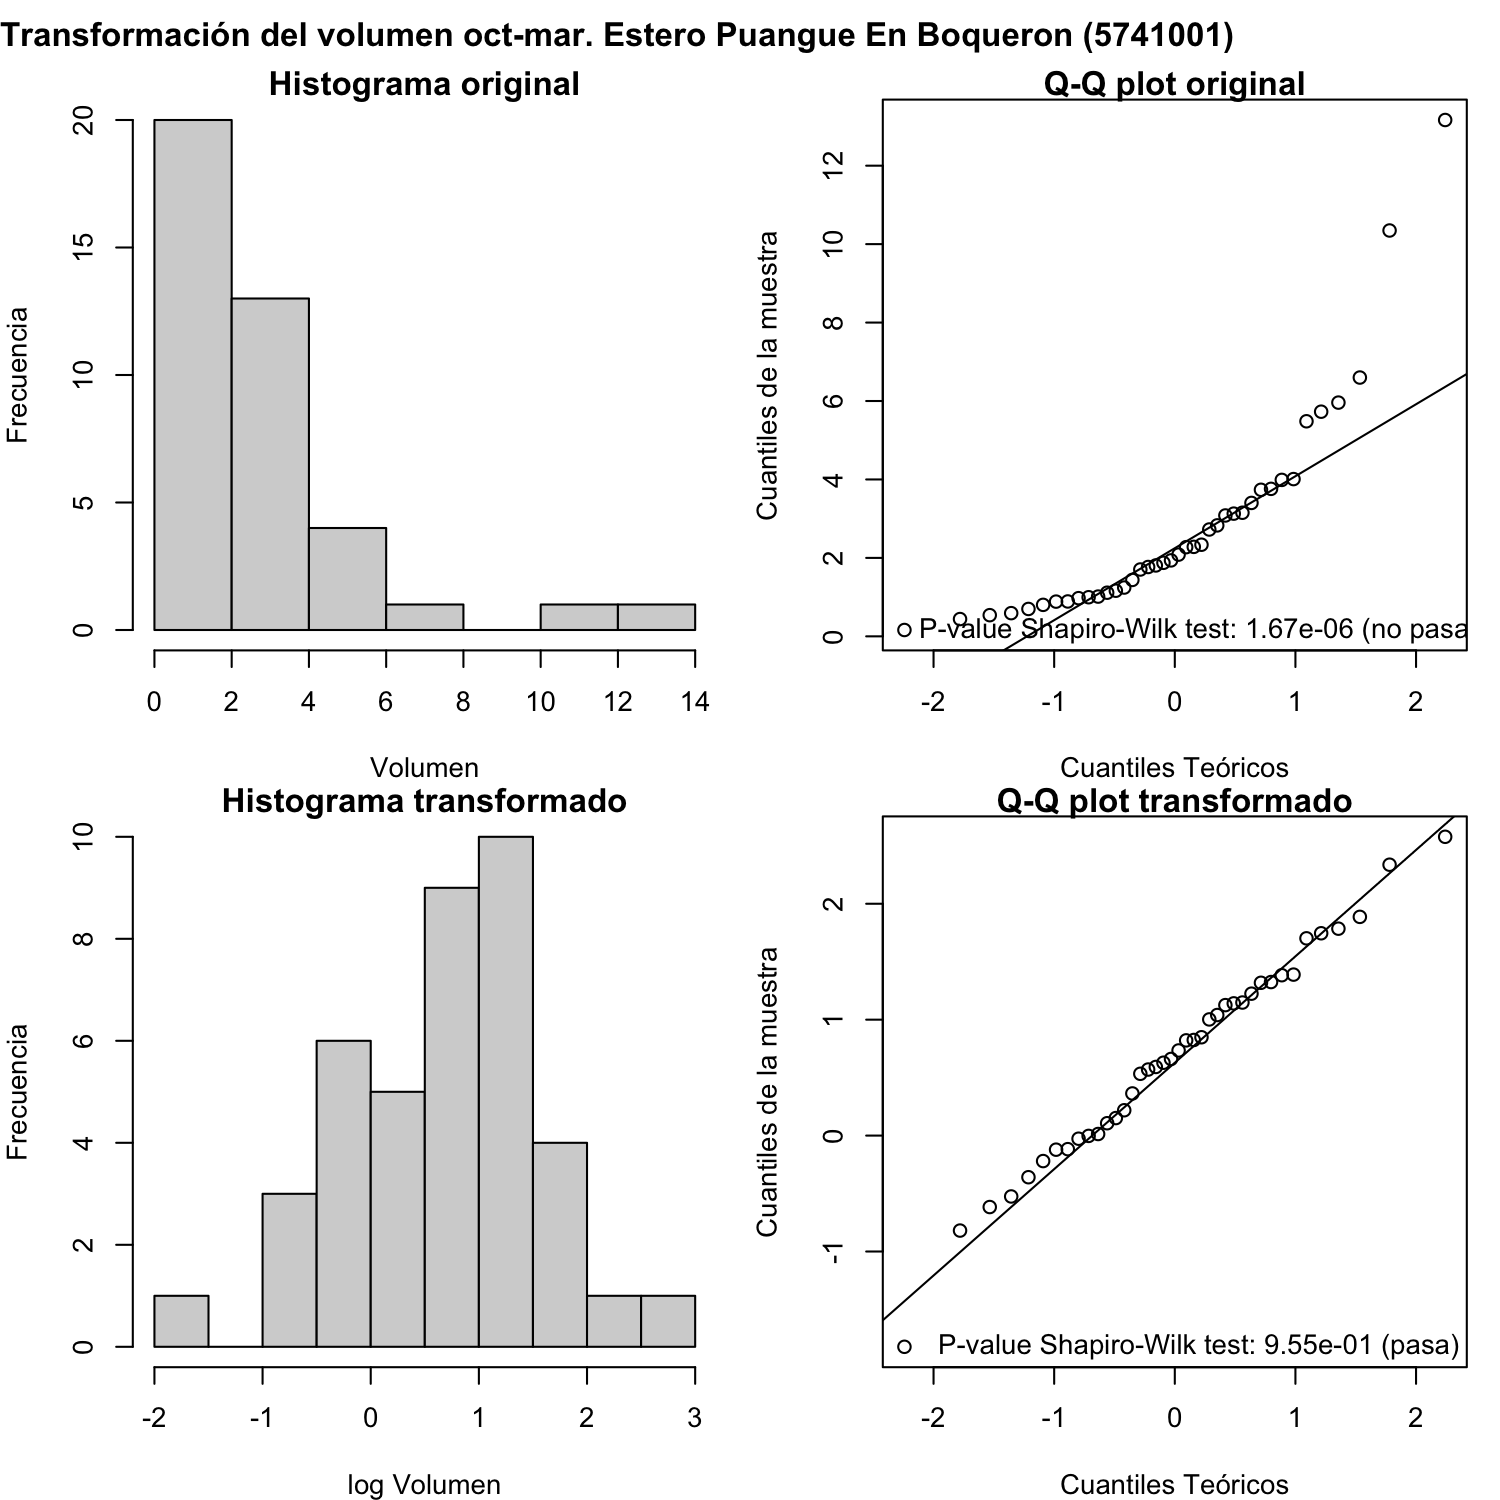 Transformación del volumen oct-mar. Estero Puangue En Boqueron (5741001)
Histograma original
Frecuencia
0 5 10 15 20
0 2 4 6 8 10 12 14
Volumen
Q-Q plot original
Cuantiles de la muestra
0 2 4 6 8 10 12
P-value Shapiro-Wilk test: 1.67e-06 (no pasa
-2 -1 0 1 2
Cuantiles Teóricos
Histograma transformado
Frecuencia
0 2 4 6 8 10
-2 -1 0 1 2 3
log Volumen
Q-Q plot transformado
Cuantiles de la muestra
-1 0 1 2
P-value Shapiro-Wilk test: 9.55e-01 (pasa)
-2 -1 0 1 2
Cuantiles Teóricos